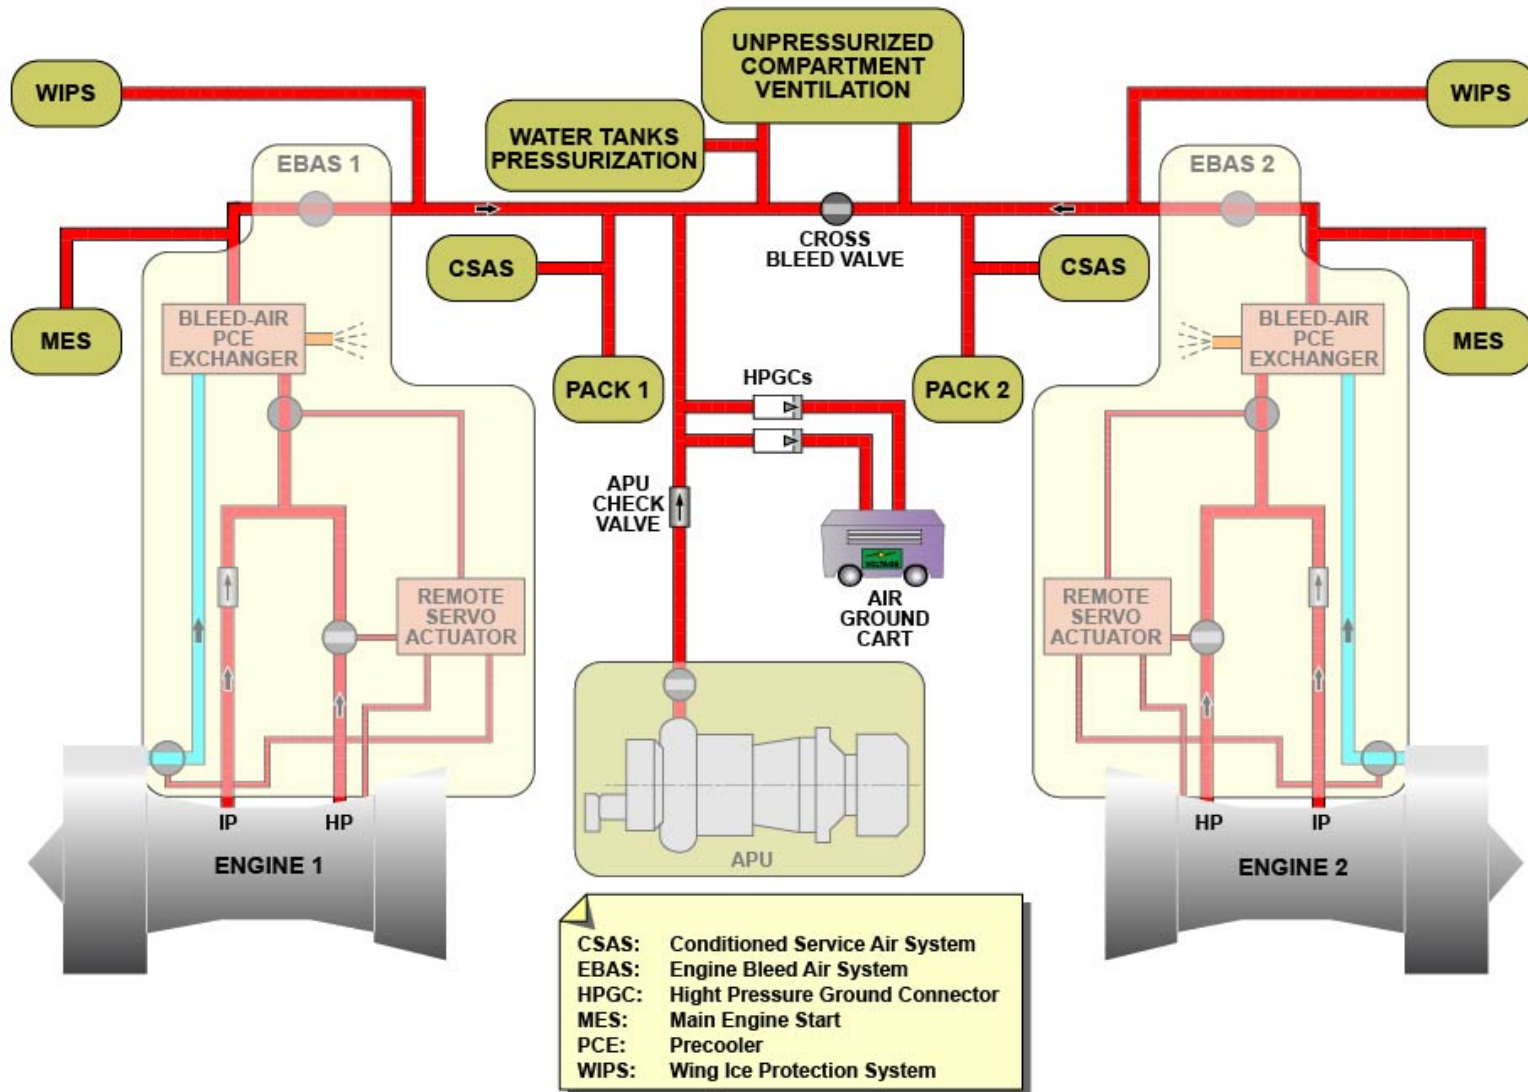 UNPRESSURIZED
COMPARTMENT
VENTILATION
WIPS
WIPS
WATER TANKS
PRESSURIZATION
EBAS 1
EBAS 2
CROSS
BLEED VALVE
CSAS
CSAS
MES
MES
BLEED-AIR
PCE
EXCHANGER
BLEED-AIR
PCE
EXCHANGER
PACK 1
HPGCs
PACK 2
APU
CHECK
VALVE
VOLTAGE
AIR
GROUND
CART
REMOTE
SERVO
ACTUATOR
REMOTE
SERVO
ACTUATOR
IP
HP
HP
IP
ENGINE 1
APU
ENGINE 2
CSAS: Conditioned Service Air System
EBAS: Engine Bleed Air System
HPGC: Hight Pressure Ground Connector
MES: Main Engine Start
PCE: Precooler
WIPS: Wing Ice Protection System